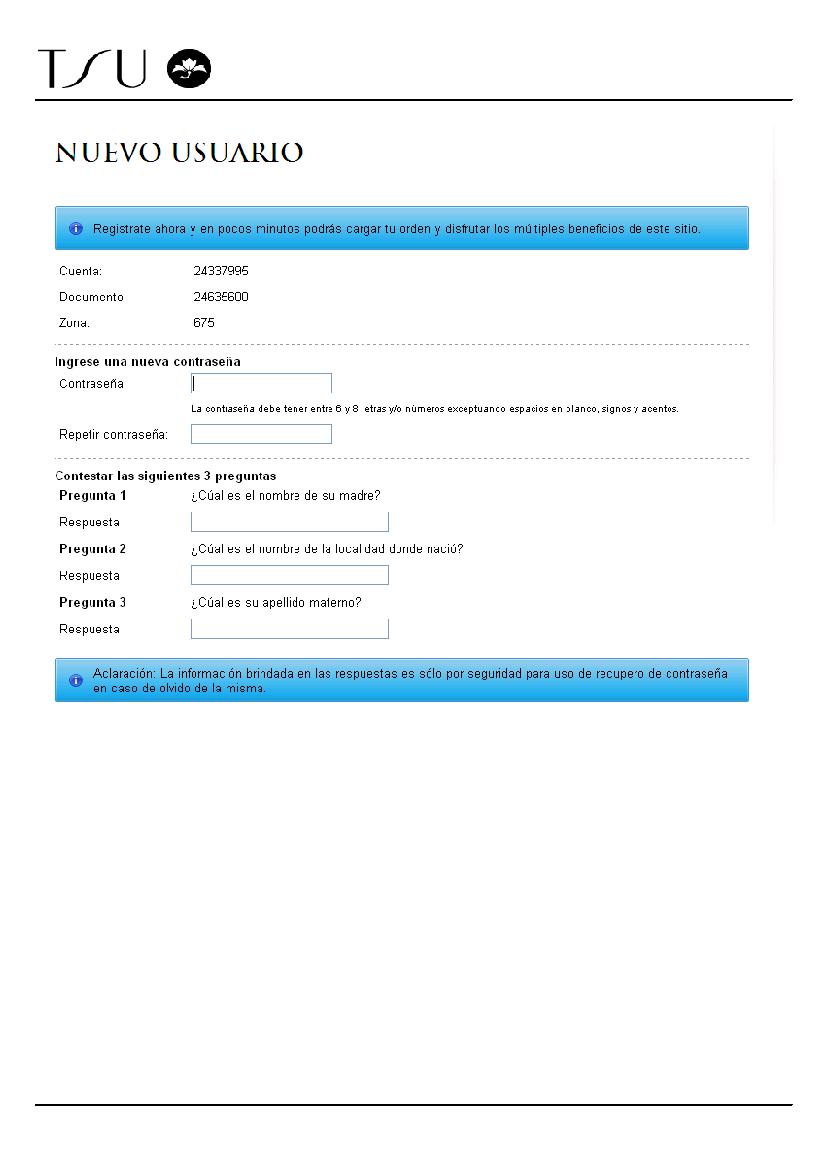 TSU
NUEVO USUARIO
Registrate ahora y en pocos minutos podrás cargar tu orden y disfrutar los múltiples beneficios de este sitio.
Cuenta: 24337995
Documento 24635600
Zona: 675
Ingrese una nueva contraseña
Contraseña
La contraseña debe tener entre 6 y 8 letras y/o números exceptuando espacios en blanco, signos y acentos.
Repetir contraseña:
Contestar las siguientes 3 preguntas
Pregunta 1 ¿Cúal es el nombre de su madre?
Respuesta
Pregunta 2 ¿Cúal es el nombre de la localidad donde nació?
Respuesta
Pregunta 3 ¿Cúal es su apellido materno?
Respuesta
Aclaración: La información brindada en las respuestas es sólo por seguridad para uso de recupero de contraseña
en caso de olvido de la misma.